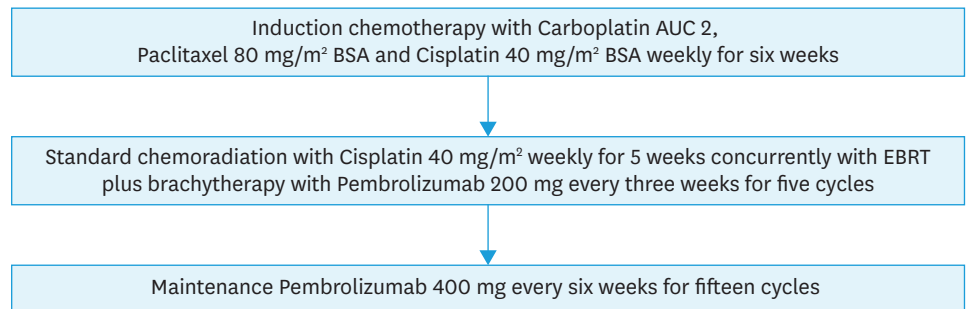 Induction chemotherapy with Carboplatin AUC 2,
Paclitaxel 80 mg/m² BSA and Cisplatin 40 mg/m² BSA weekly for six weeks
Standard chemoradiation with Cisplatin 40 mg/m² weekly for 5 weeks concurrently with EBRT
plus brachytherapy with Pembrolizumab 200 mg every three weeks for five cycles
Maintenance Pembrolizumab 400 mg every six weeks for fifteen cycles